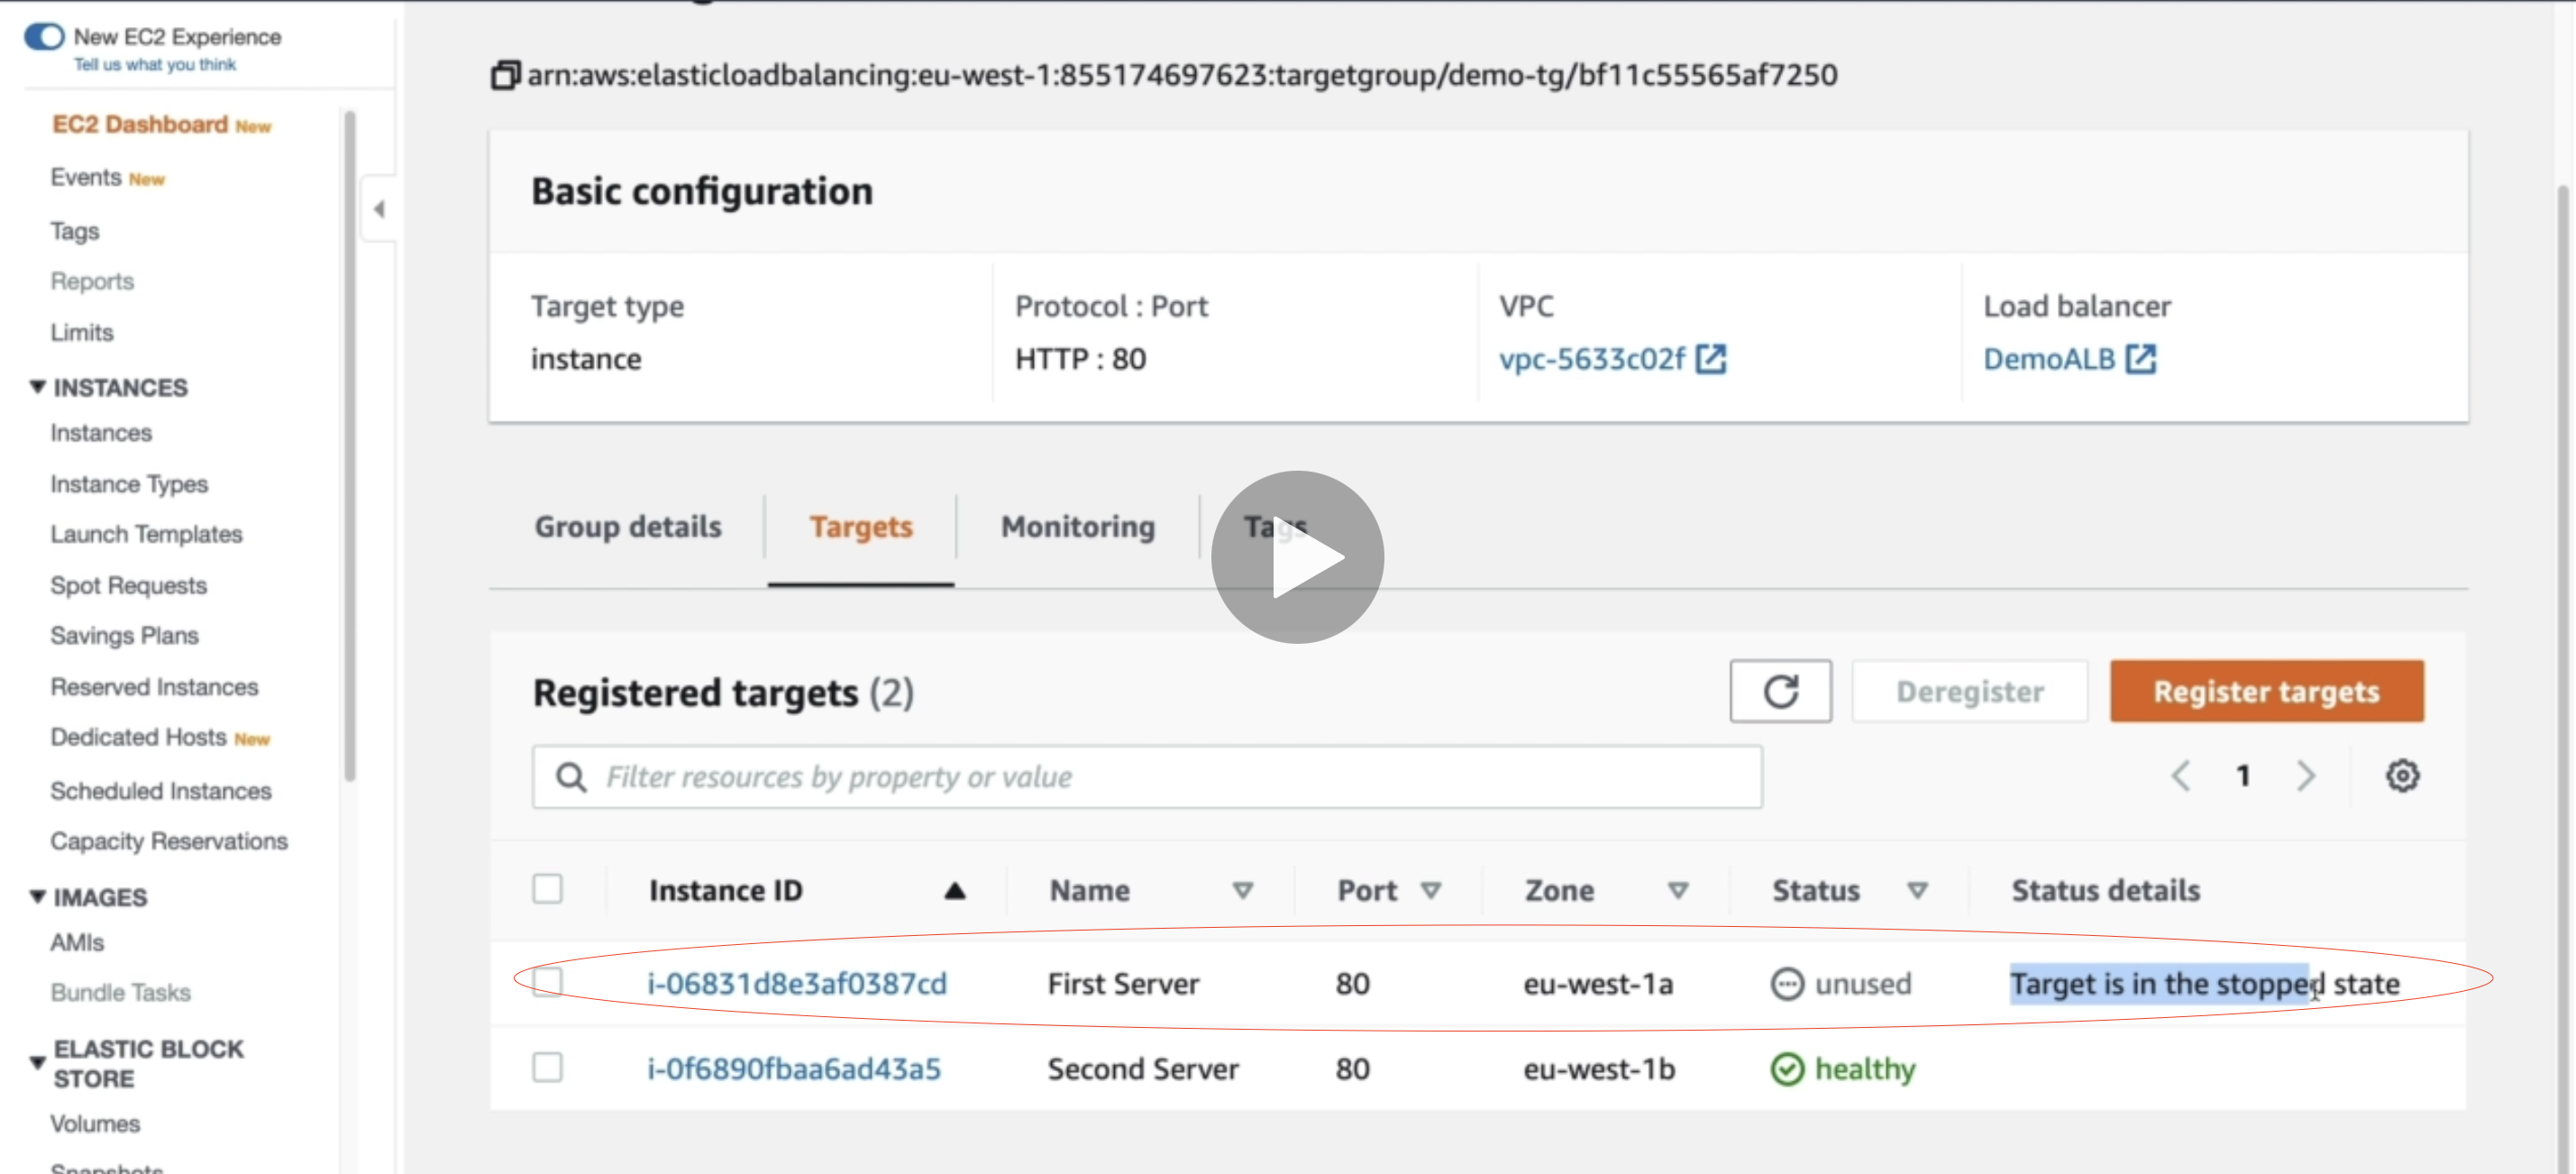 New EC2 Experience
Tell us what you think
EC2 Dashboard New
Events New
Tags
Reports
Limits
INSTANCES
Instances
Instance Types
Launch Templates
Spot Requests
Savings Plans
Reserved Instances
Dedicated Hosts New
Scheduled Instances
Capacity Reservations
IMAGES
AMIs
Bundle Tasks
ELASTIC BLOCK
STORE
Volumes
Snapshots
arn:aws:elasticloadbalancing:eu-west-1:855174697623:targetgroup/demo-tg/bf11c55565af7250
Basic configuration
Target type
instance
Protocol : Port
HTTP : 80
VPC
vpc-5633c02f
Load balancer
DemoALB
Group details Targets Monitoring Tags
Registered targets (2)
Deregister
Register targets
Filter resources by property or value
1
Instance ID Name Port Zone Status Status details
i-06831d8e3af0387cd First Server 80 eu-west-1a unused Target is in the stopped state
i-0f6890fbaa6ad43a5 Second Server 80 eu-west-1b healthy